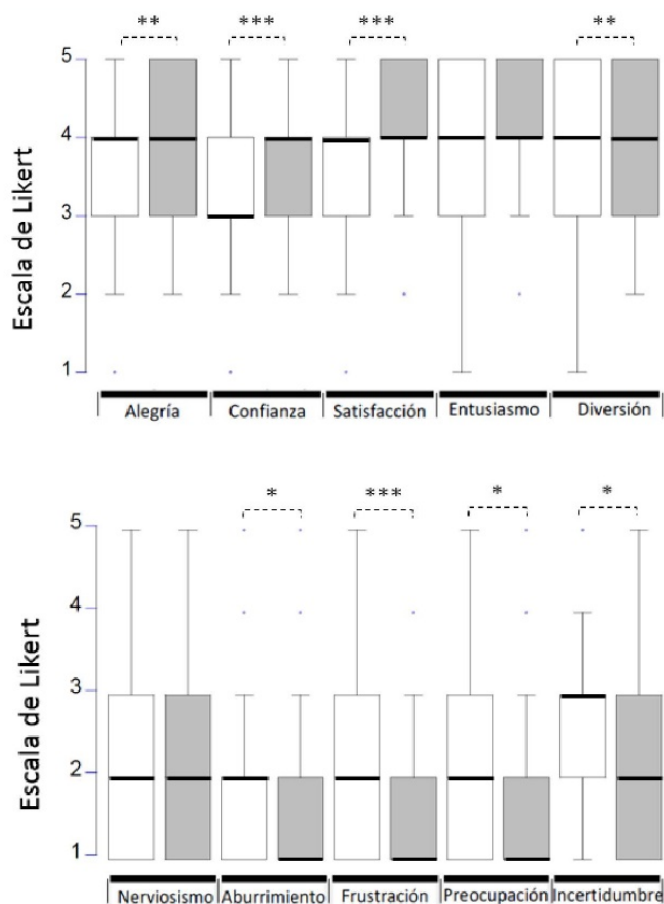 ** *** *** **
5
4
3
2
1
Escala de Likert
Alegría Confianza Satisfacción Entusiasmo Diversión
* *** * *
5
4
3
2
1
Escala de Likert
Nerviosismo Aburrimiento Frustración Preocupación Incertidumbre